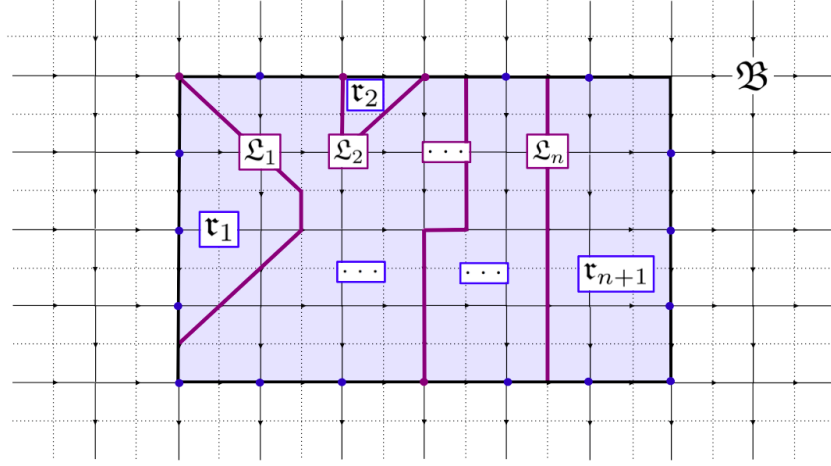 𝔅
𝔯₂
𝔏₁ 𝔏₂ ··· 𝔏ₙ
𝔯₁
··· ··· 𝔯ₙ₊₁